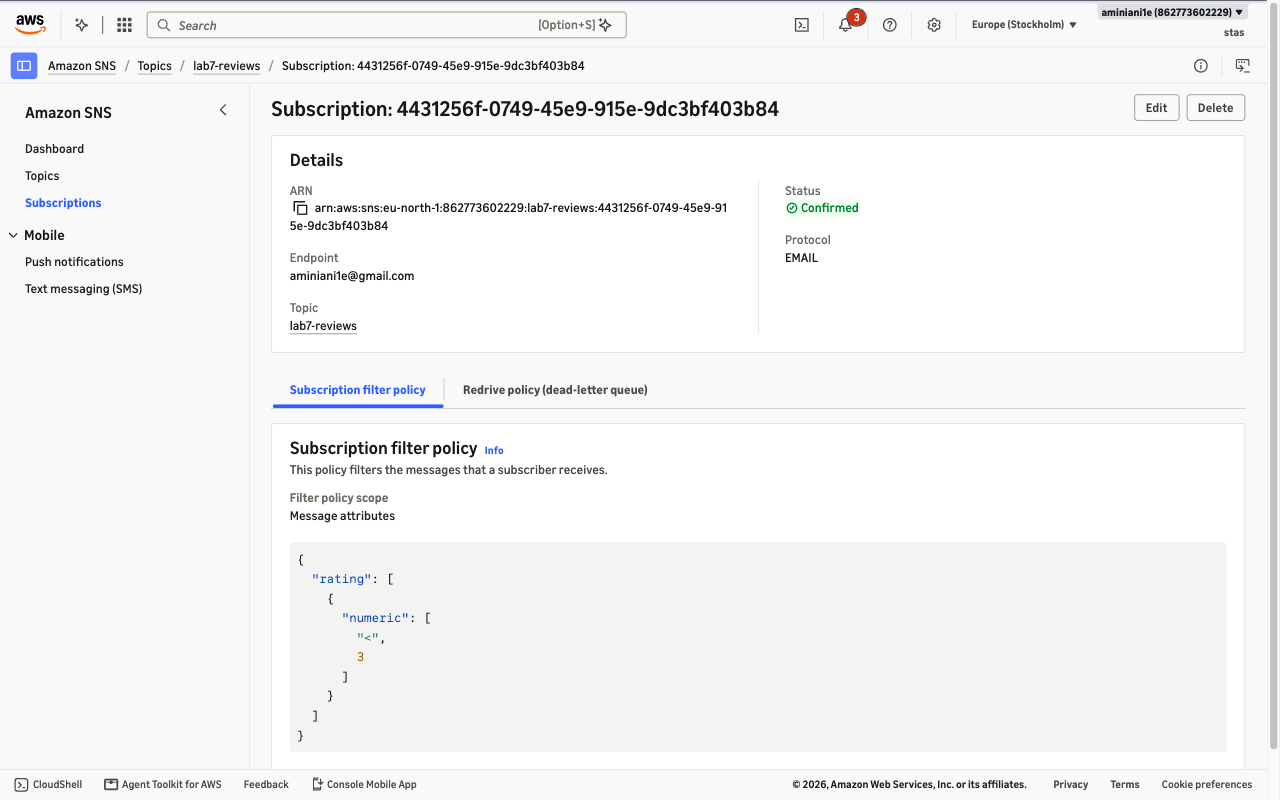 aws
Search
[Option+S]
3
Europe (Stockholm)
aminiani1e (862773602229)
stas
Amazon SNS / Topics / lab7-reviews / Subscription: 4431256f-0749-45e9-915e-9dc3bf403b84
Amazon SNS
Dashboard
Topics
Subscriptions
Mobile
Push notifications
Text messaging (SMS)
Subscription: 4431256f-0749-45e9-915e-9dc3bf403b84
Edit
Delete
Details
ARN
arn:aws:sns:eu-north-1:862773602229:lab7-reviews:4431256f-0749-45e9-91
5e-9dc3bf403b84
Endpoint
aminiani1e@gmail.com
Topic
lab7-reviews
Status
Confirmed
Protocol
EMAIL
Subscription filter policy
Redrive policy (dead-letter queue)
Subscription filter policy Info
This policy filters the messages that a subscriber receives.
Filter policy scope
Message attributes
{
"rating": [
{
"numeric": [
"<",
3
]
}
]
}
CloudShell
Agent Toolkit for AWS
Feedback
Console Mobile App
© 2026, Amazon Web Services, Inc. or its affiliates.
Privacy
Terms
Cookie preferences